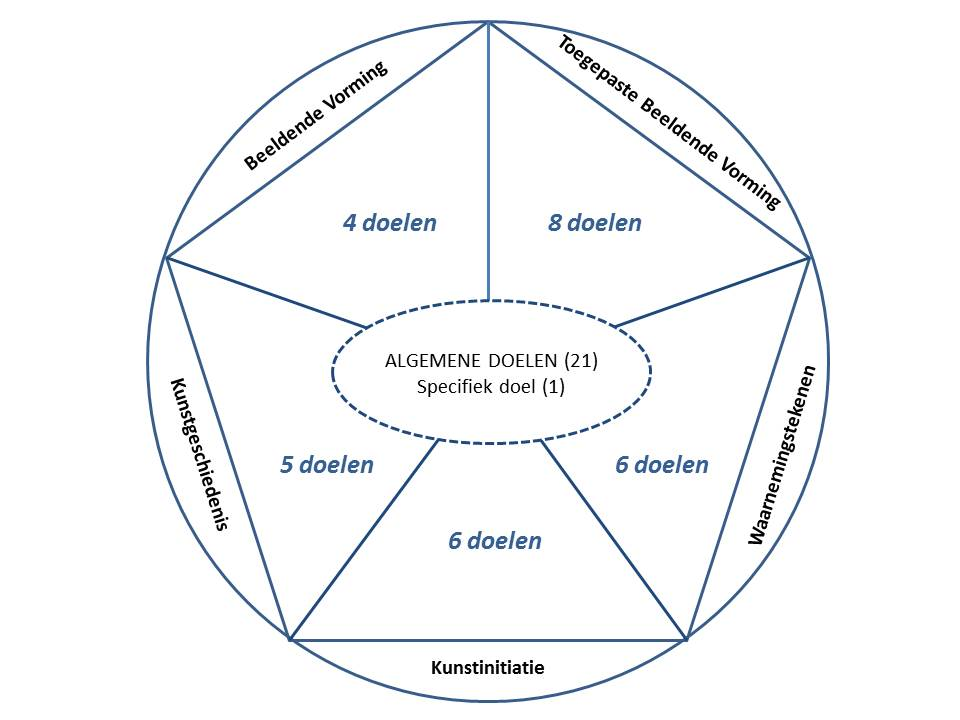 Beeldende Vorming
Toegepaste Beeldende Vorming
4 doelen
8 doelen
ALGEMENE DOELEN (21)
Specifiek doel (1)
Kunstgeschiedenis
Waarnemingstekenen
5 doelen
6 doelen
6 doelen
Kunstinitiatie